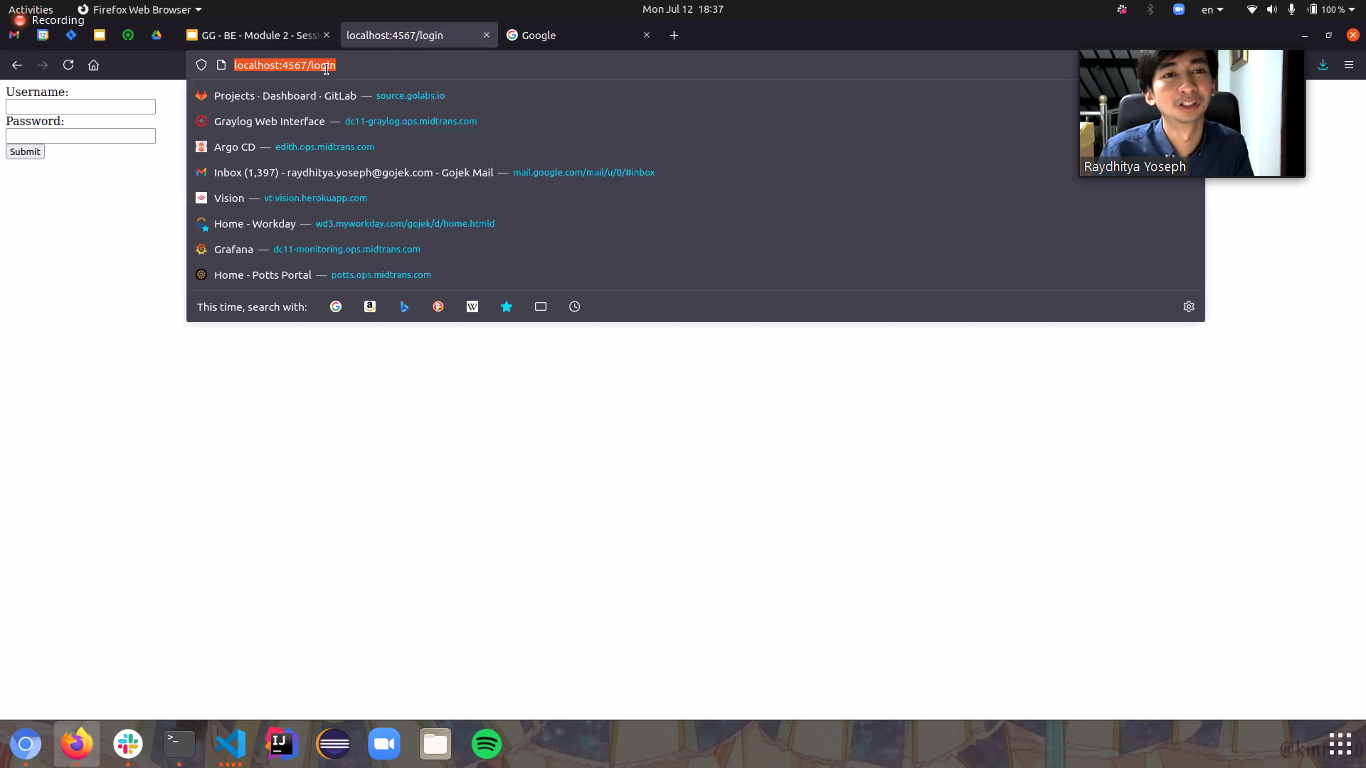 Activities
Firefox Web Browser
Mon Jul 12 18:37
en
100%
Recording
GG - BE - Module 2 - Sessi
localhost:4567/login
Google
localhost:4567/login
Username:
Password:
Submit
Projects · Dashboard · GitLab — source.golabs.io
Graylog Web Interface — dc11-graylog.ops.midtrans.com
Argo CD — edith.ops.midtrans.com
Inbox (1,397) - raydhitya.yoseph@gojek.com - Gojek Mail — mail.google.com/mail/u/0/#inbox
Vision — vt-vision.herokuapp.com
Home - Workday — wd3.myworkday.com/gojek/d/home.htmld
Grafana — dc11-monitoring.ops.midtrans.com
Home - Potts Portal — potts.ops.midtrans.com
This time, search with:
Raydhitya Yoseph